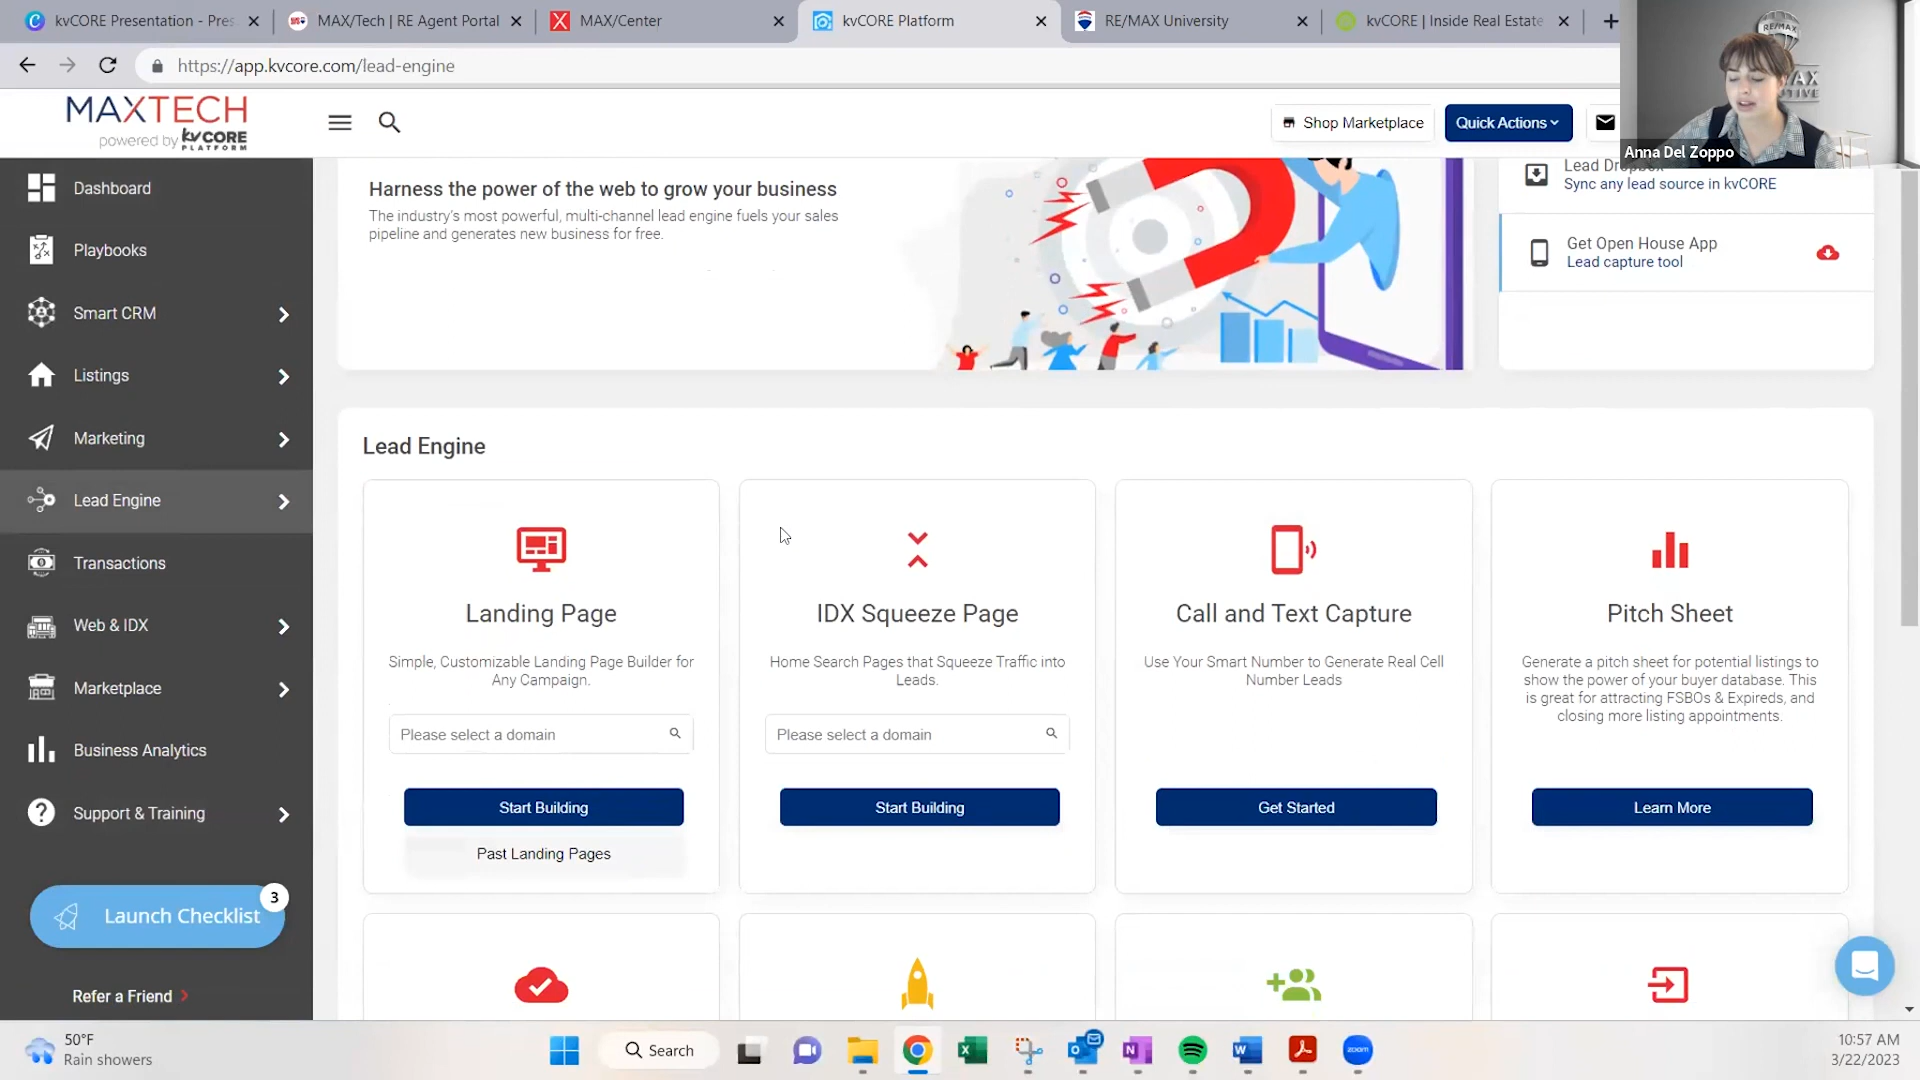 kvCORE Presentation - Pres
MAX/Tech | RE Agent Portal
MAX/Center
kvCORE Platform
RE/MAX University
kvCORE | Inside Real Estate
https://app.kvcore.com/lead-engine
MAXTECH
powered by kvCORE
PLATFORM
Shop Marketplace
Quick Actions
RE/MAX
Anna Del Zoppo
Dashboard
Playbooks
Smart CRM
Listings
Marketing
Lead Engine
Transactions
Web & IDX
Marketplace
Business Analytics
Support & Training
Launch Checklist
3
Refer a Friend
Harness the power of the web to grow your business
The industry's most powerful, multi-channel lead engine fuels your sales
pipeline and generates new business for free.
Lead Dropbox
Sync any lead source in kvCORE
Get Open House App
Lead capture tool
Lead Engine
Landing Page
Simple, Customizable Landing Page Builder for
Any Campaign.
Please select a domain
Start Building
Past Landing Pages
IDX Squeeze Page
Home Search Pages that Squeeze Traffic into
Leads.
Please select a domain
Start Building
Call and Text Capture
Use Your Smart Number to Generate Real Cell
Number Leads
Get Started
Pitch Sheet
Generate a pitch sheet for potential listings to
show the power of your buyer database. This
is great for attracting FSBOs & Expireds, and
closing more listing appointments.
Learn More
50°F
Rain showers
Search
zoom
10:57 AM
3/22/2023